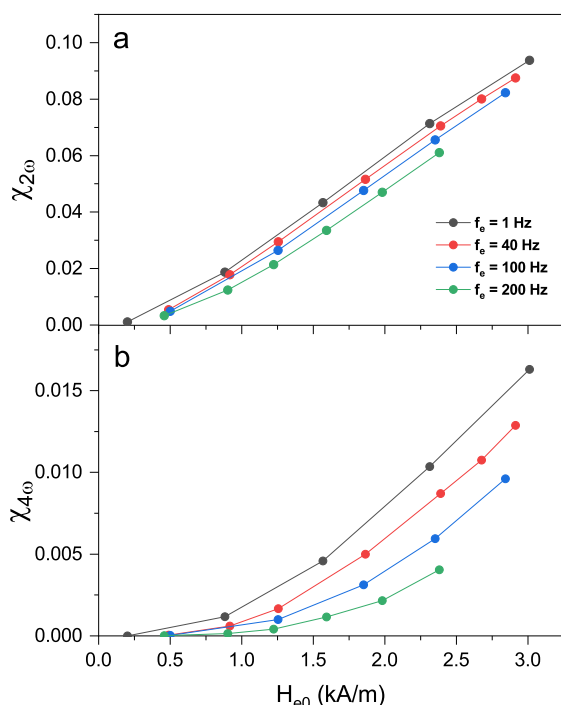 a
0.10
0.08
0.06
0.04
0.02
0.00
χ2ω
fe = 1 Hz
fe = 40 Hz
fe = 100 Hz
fe = 200 Hz
b
0.015
0.010
0.005
0.000
χ4ω
0.0 0.5 1.0 1.5 2.0 2.5 3.0
He0 (kA/m)